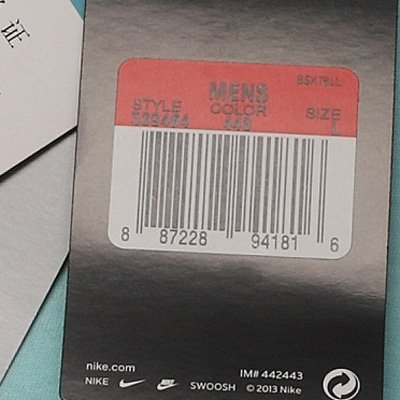 证
BSKTBLL
MENS
STYLE COLOR SIZE
L
8 87228 94181 6
nike.com
IM# 442443
NIKE SWOOSH © 2013 Nike